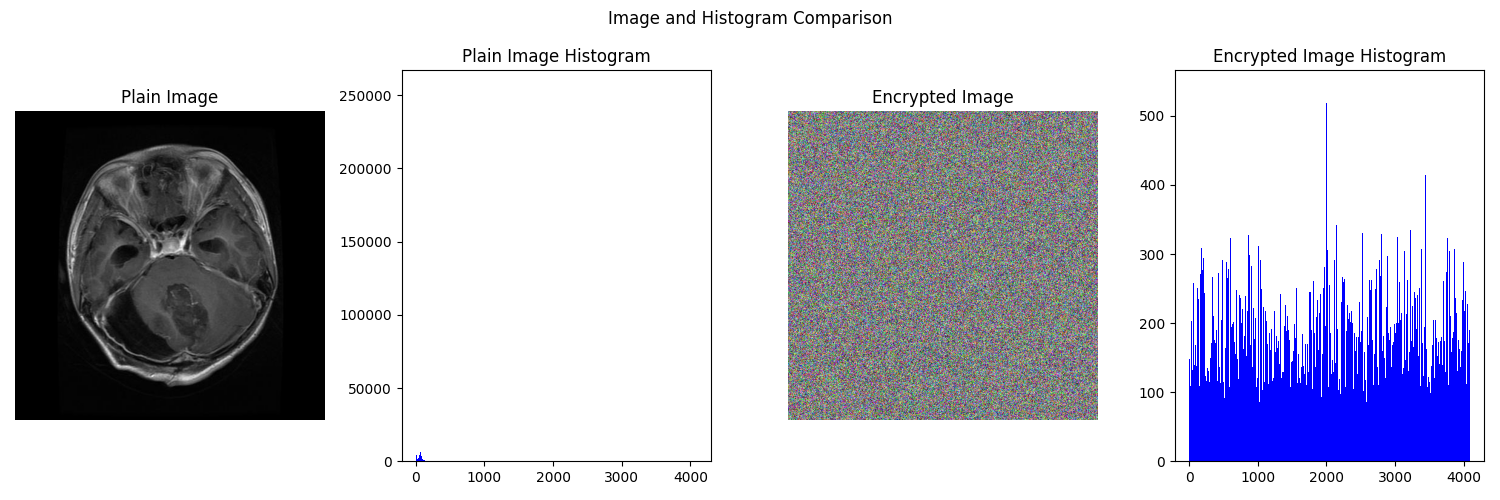 Image and Histogram Comparison
Plain Image
Plain Image Histogram
250000
200000
150000
100000
50000
0
0 1000 2000 3000 4000
Encrypted Image
Encrypted Image Histogram
500
400
300
200
100
0
0 1000 2000 3000 4000